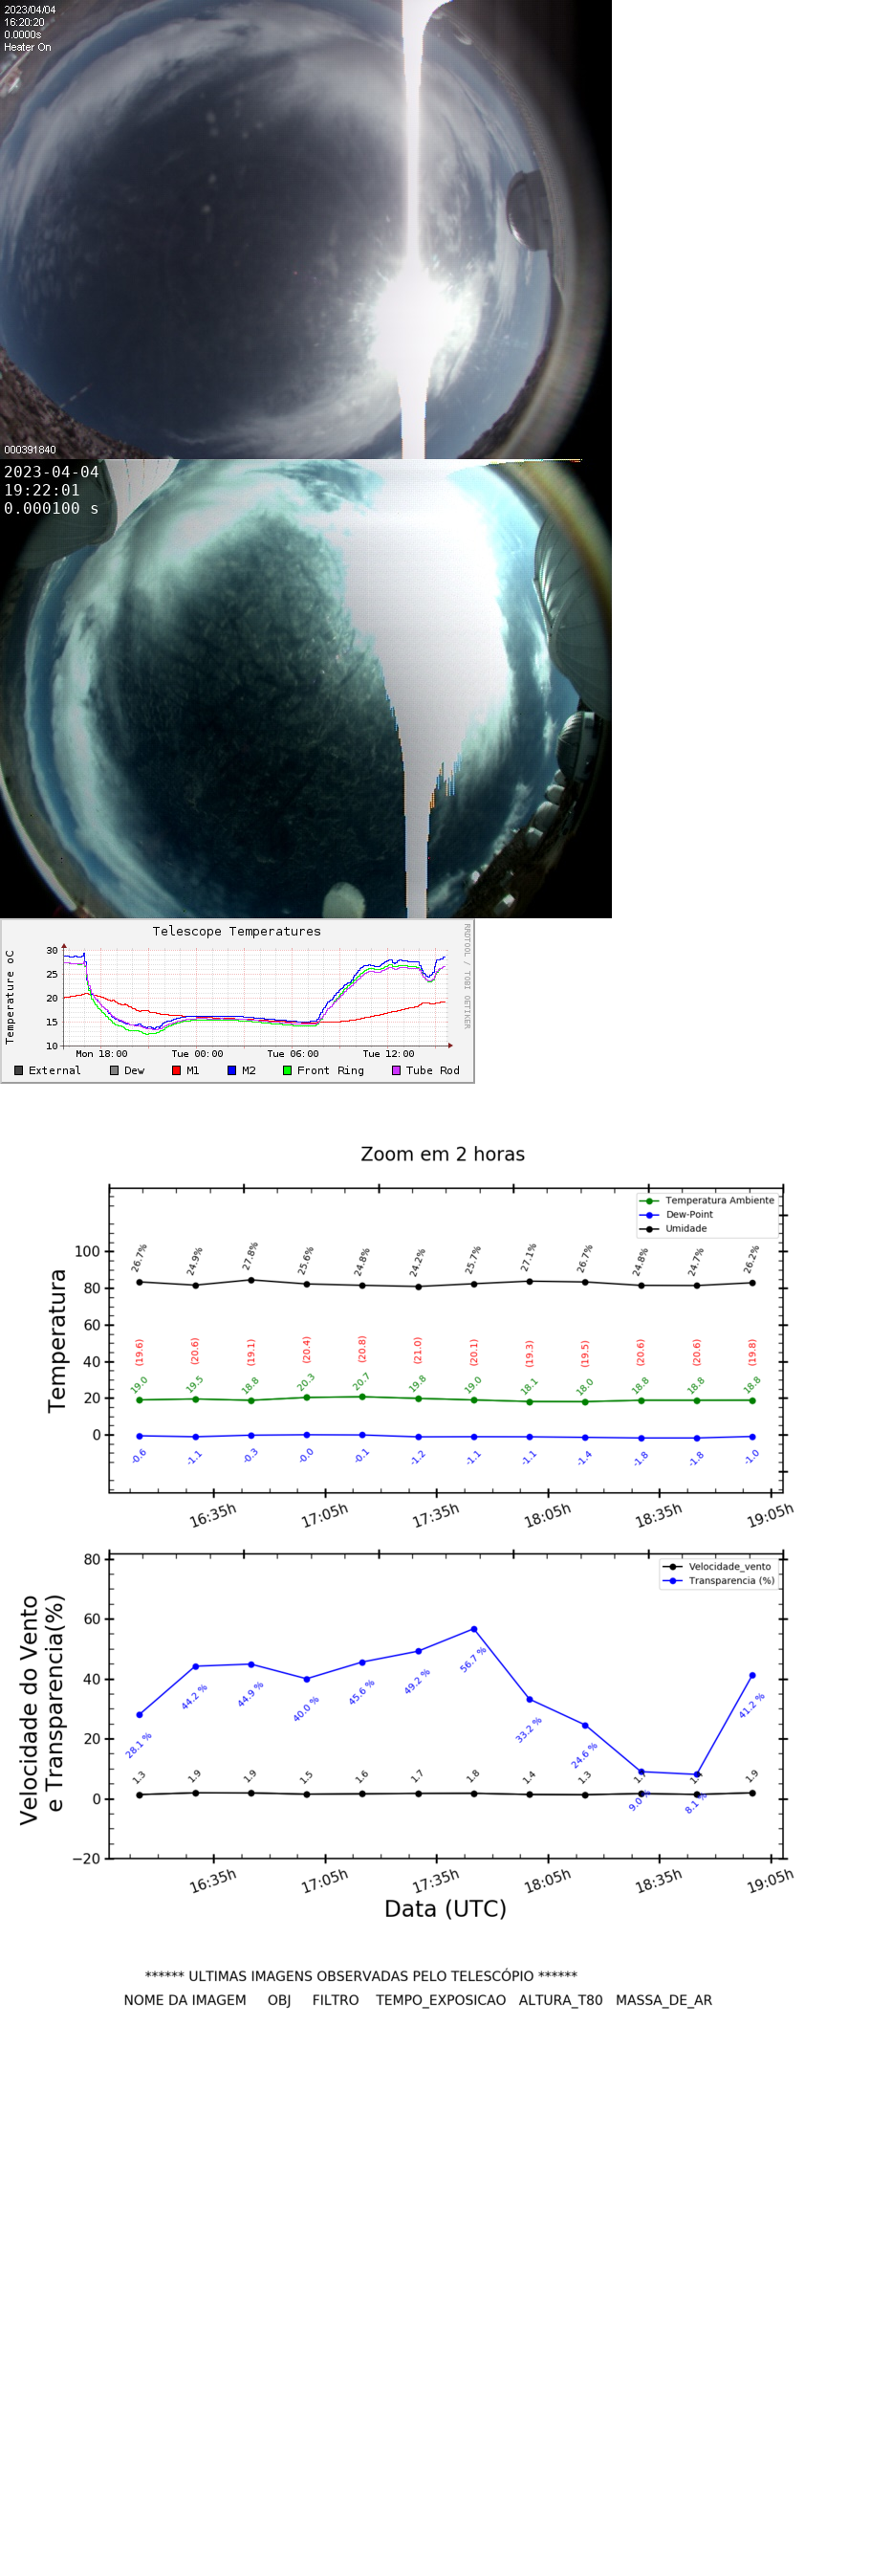 2023/04/04
16:20:20
0.0000s
Heater On
000391840
2023-04-04
19:22:01
0.000100 s
Telescope Temperatures
RRDTOOL / TOBI OETIKER
Temperature oC
30
25
20
15
10
Mon 18:00 Tue 00:00 Tue 06:00 Tue 12:00
External Dew M1 M2 Front Ring Tube Rod
Zoom em 2 horas
Temperatura Ambiente
Dew-Point
Umidade
Temperatura
100
80
60
40
20
0
26.7% 24.9% 27.8% 25.6% 24.8% 24.2% 25.7% 27.1% 26.7% 24.8% 24.7% 26.2%
(19.6) (20.6) (19.1) (20.4) (20.8) (21.0) (20.1) (19.3) (19.5) (20.6) (20.6) (19.8)
19.0 19.5 18.8 20.3 20.7 19.8 19.0 18.1 18.0 18.8 18.8 18.8
-0.6 -1.1 -0.3 -0.0 -0.1 -1.2 -1.1 -1.1 -1.4 -1.8 -1.8 -1.0
16:35h 17:05h 17:35h 18:05h 18:35h 19:05h
Velocidade_vento
Transparencia (%)
Velocidade do Vento
e Transparencia(%)
80
60
40
20
0
−20
28.1 % 44.2 % 44.9 % 40.0 % 45.6 % 49.2 % 56.7 % 33.2 % 24.6 % 9.0 % 8.1 % 41.2 %
1.3 1.9 1.9 1.5 1.6 1.7 1.8 1.4 1.3 1.9
16:35h 17:05h 17:35h 18:05h 18:35h 19:05h
Data (UTC)
****** ULTIMAS IMAGENS OBSERVADAS PELO TELESCÓPIO ******
NOME DA IMAGEM OBJ FILTRO TEMPO_EXPOSICAO ALTURA_T80 MASSA_DE_AR